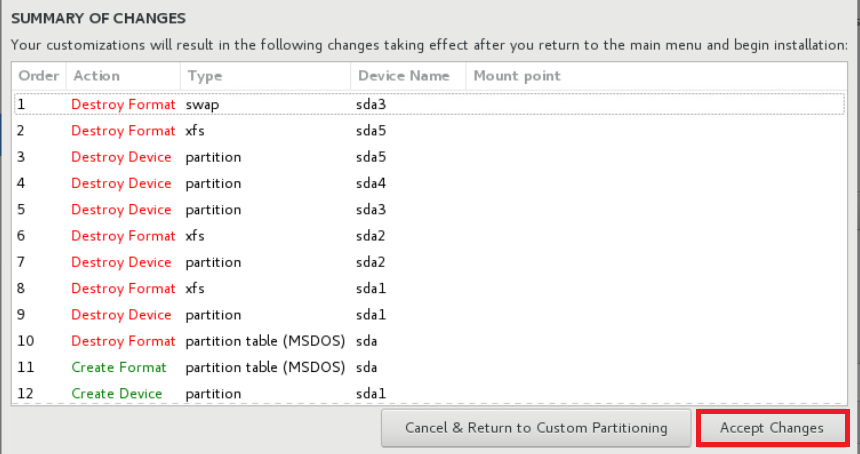 SUMMARY OF CHANGES
Your customizations will result in the following changes taking effect after you return to the main menu and begin installation:
Order Action Type Device Name Mount point
1 Destroy Format swap sda3
2 Destroy Format xfs sda5
3 Destroy Device partition sda5
4 Destroy Device partition sda4
5 Destroy Device partition sda3
6 Destroy Format xfs sda2
7 Destroy Device partition sda2
8 Destroy Format xfs sda1
9 Destroy Device partition sda1
10 Destroy Format partition table (MSDOS) sda
11 Create Format partition table (MSDOS) sda
12 Create Device partition sda1
Cancel & Return to Custom Partitioning Accept Changes